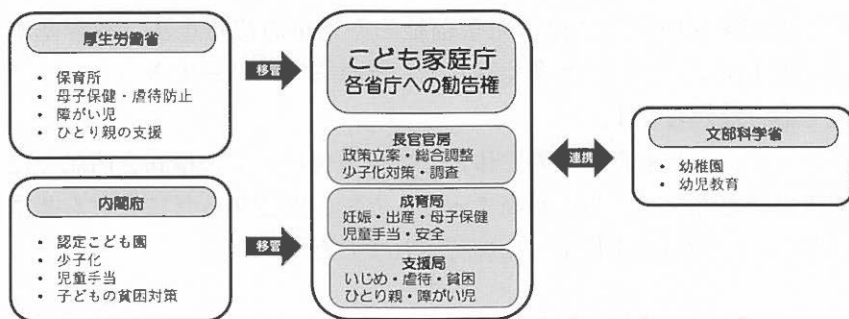 厚生労働省
• 保育所
• 母子保健・虐待防止
• 障がい児
• ひとり親の支援
移管
内閣府
• 認定こども園
• 少子化
• 児童手当
• 子どもの貧困対策
移管
こども家庭庁
各省庁への勧告権
長官官房
政策立案・総合調整
少子化対策・調査
成育局
妊娠・出産・母子保健
児童手当・安全
支援局
いじめ・虐待・貧困
ひとり親・障がい児
連携
文部科学省
• 幼稚園
• 幼児教育